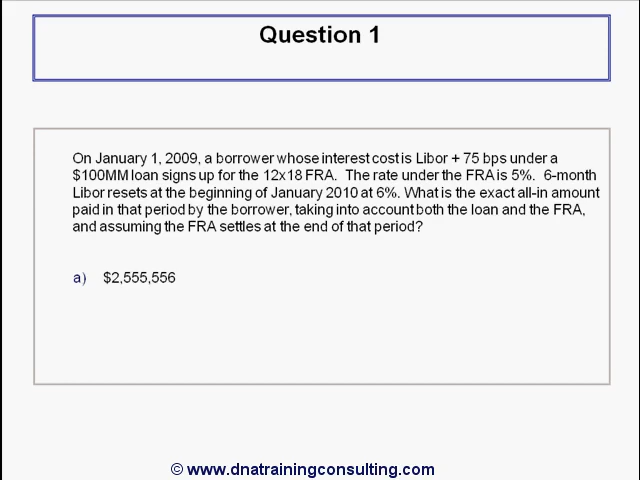 Question 1
On January 1, 2009, a borrower whose interest cost is Libor + 75 bps under a
$100MM loan signs up for the 12x18 FRA. The rate under the FRA is 5%. 6-month
Libor resets at the beginning of January 2010 at 6%. What is the exact all-in amount
paid in that period by the borrower, taking into account both the loan and the FRA,
and assuming the FRA settles at the end of that period?
a) $2,555,556
© www.dnatrainingconsulting.com